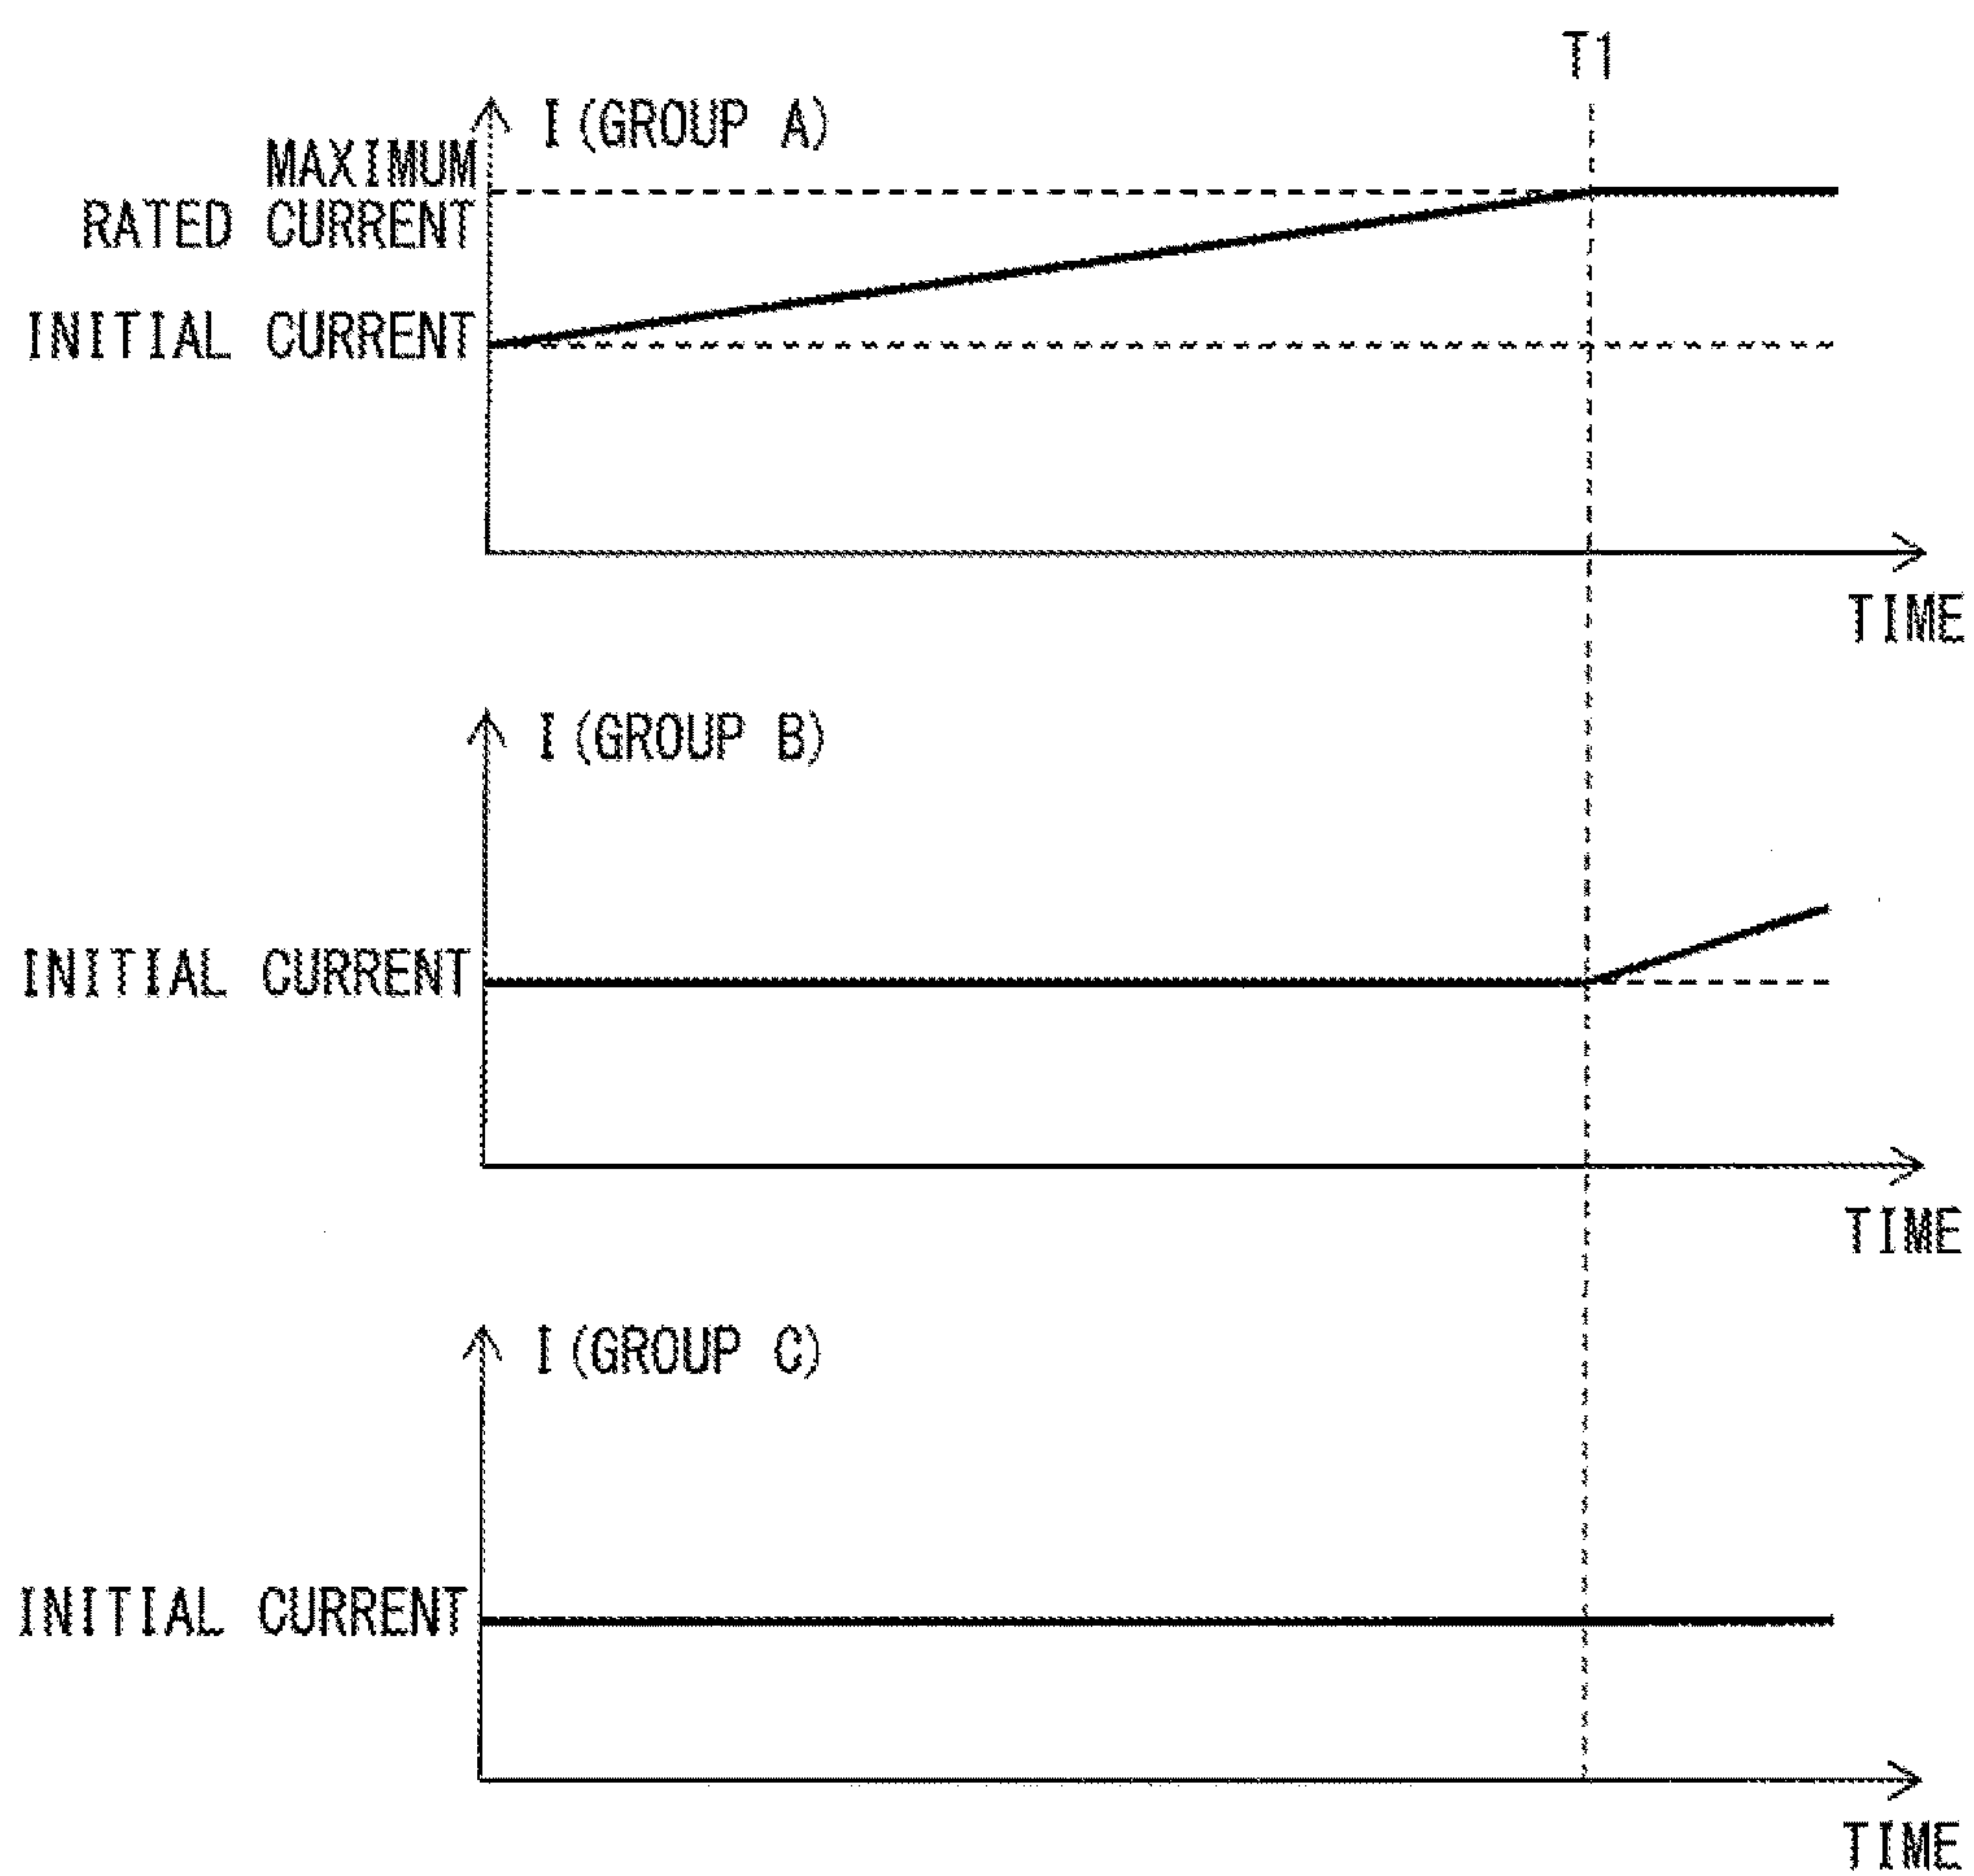 T1
I (GROUP A)
MAXIMUM
RATED CURRENT
INITIAL CURRENT
TIME
I (GROUP B)
INITIAL CURRENT
TIME
I (GROUP C)
INITIAL CURRENT
TIME